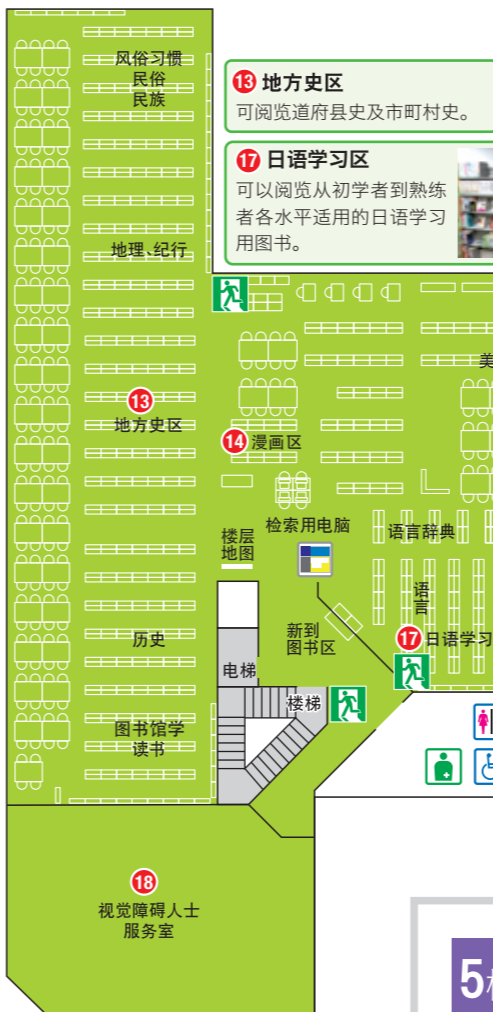 风俗习惯
民俗
民族
13 地方史区
可阅览道府县史及市町村史。
17 日语学习区
可以阅览从初学者到熟练
者各水平适用的日语学习
用图书。
地理、纪行
美
13
地方史区
14 漫画区
楼层
地图
检索用电脑
语言辞典
语
言
新到
图书区
17 日语学习
历史
电梯
楼梯
图书馆学
读书
18
视觉障碍人士
服务室
5